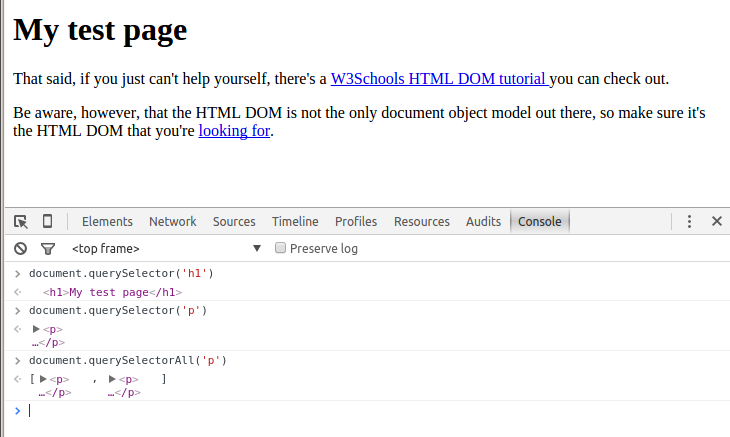 My test page
That said, if you just can't help yourself, there's a W3Schools HTML DOM tutorial you can check out.
Be aware, however, that the HTML DOM is not the only document object model out there, so make sure it's
the HTML DOM that you're looking for.
Elements Network Sources Timeline Profiles Resources Audits Console
<top frame> Preserve log
document.querySelector('h1')
<h1>My test page</h1>
document.querySelector('p')
<p>
…</p>
document.querySelectorAll('p')
[ <p> , <p> ]
…</p> …</p>